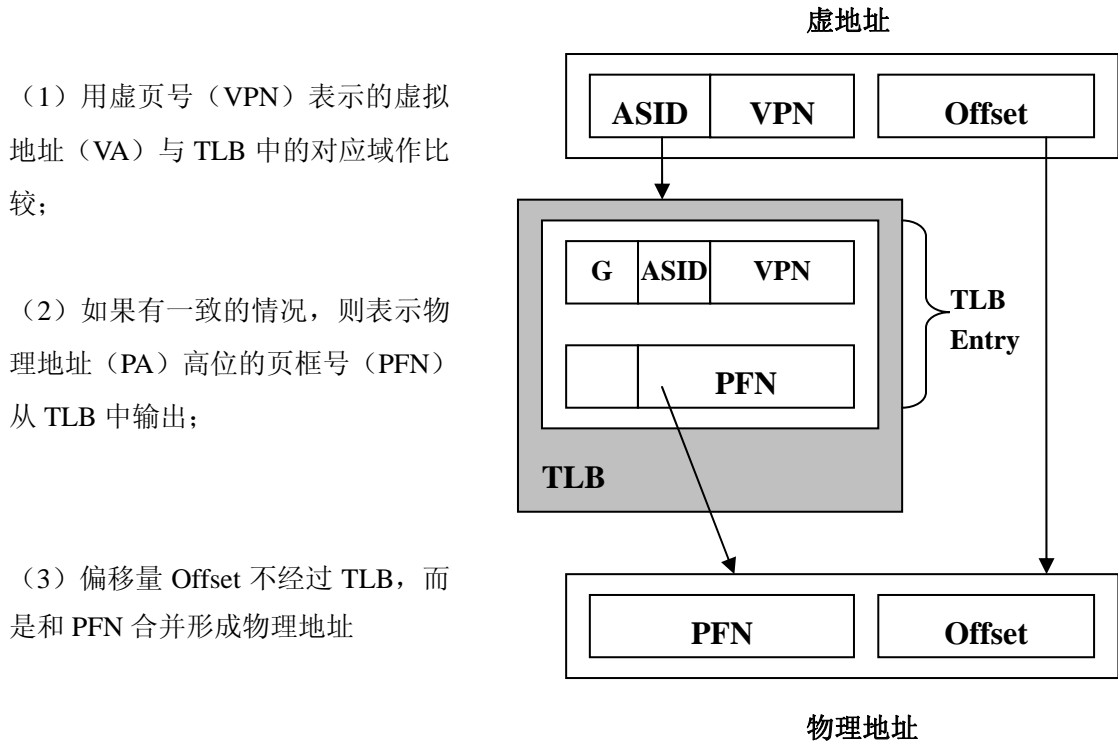 虚地址
（1）用虚页号（VPN）表示的虚拟
地址（VA）与 TLB 中的对应域作比
较；
ASID VPN Offset
（2）如果有一致的情况，则表示物
理地址（PA）高位的页框号（PFN）
从 TLB 中输出；
G ASID VPN
TLB
Entry
PFN
TLB
（3）偏移量 Offset 不经过 TLB，而
是和 PFN 合并形成物理地址
PFN Offset
物理地址